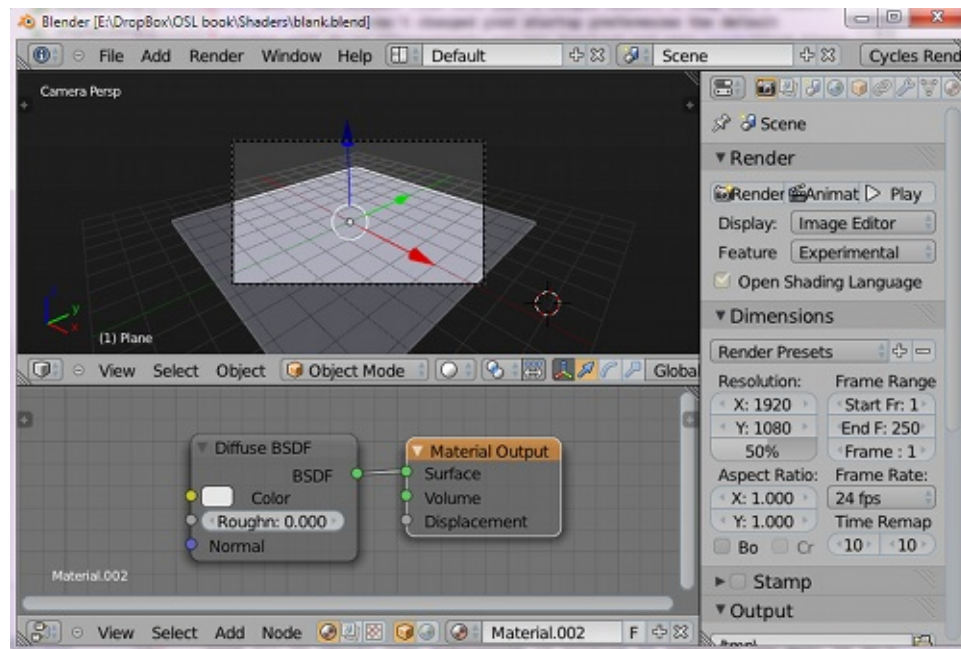 Blender [E:\DropBox\OSL book\Shaders\blank.blend]
File Add Render Window Help Default Scene Cycles Rend
Camera Persp
(1) Plane
View Select Object Object Mode Global
Diffuse BSDF
BSDF
Color
Roughn: 0.000
Normal
Material Output
Surface
Volume
Displacement
Material.002
View Select Add Node Material.002 F
Scene
Render
Render Animat Play
Display: Image Editor
Feature Experimental
Open Shading Language
Dimensions
Render Presets
Resolution: Frame Range
X: 1920 Start Fr: 1
Y: 1080 End F: 250
50% Frame : 1
Aspect Ratio: Frame Rate:
X: 1.000 24 fps
Y: 1.000 Time Remap
Bo Cr 10 10
Stamp
Output